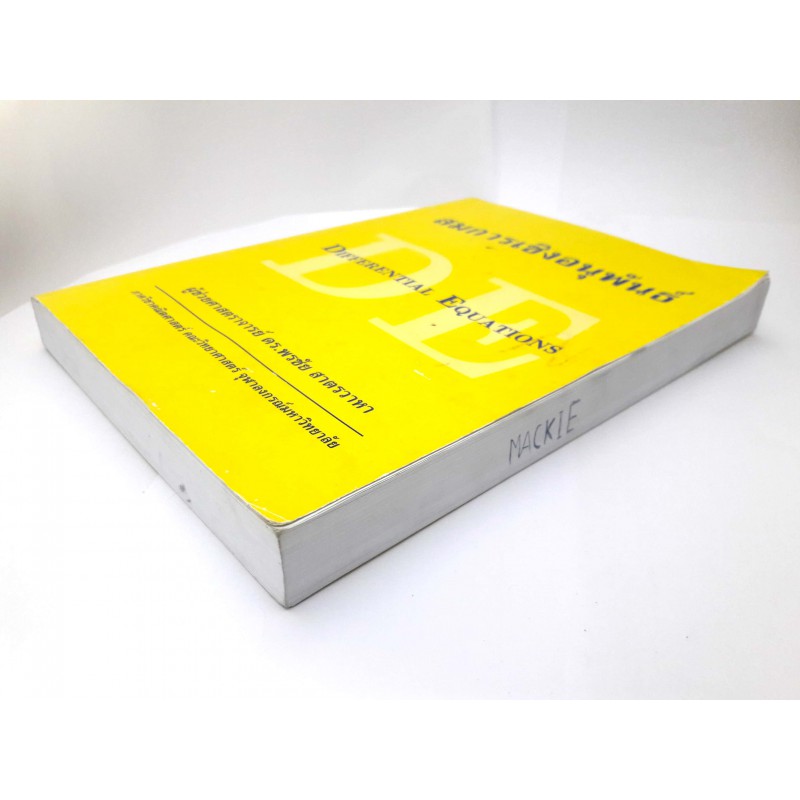 สมการเชิงอนุพันธ์
DE
DIFFERENTIAL EQUATIONS
ผู้ช่วยศาสตราจารย์ ดร.พรชัย สาตรวาหา
ภาควิชาคณิตศาสตร์ คณะวิทยาศาสตร์ จุฬาลงกรณ์มหาวิทยาลัย
MACKIE